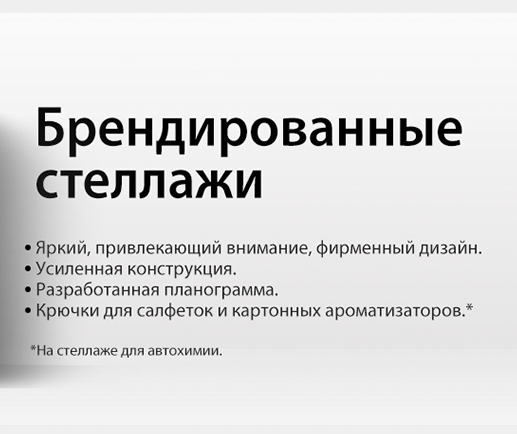 Брендированные
стеллажи
• Яркий, привлекающий внимание, фирменный дизайн.
• Усиленная конструкция.
• Разработанная планограмма.
• Крючки для салфеток и картонных ароматизаторов.*
*На стеллаже для автохимии.